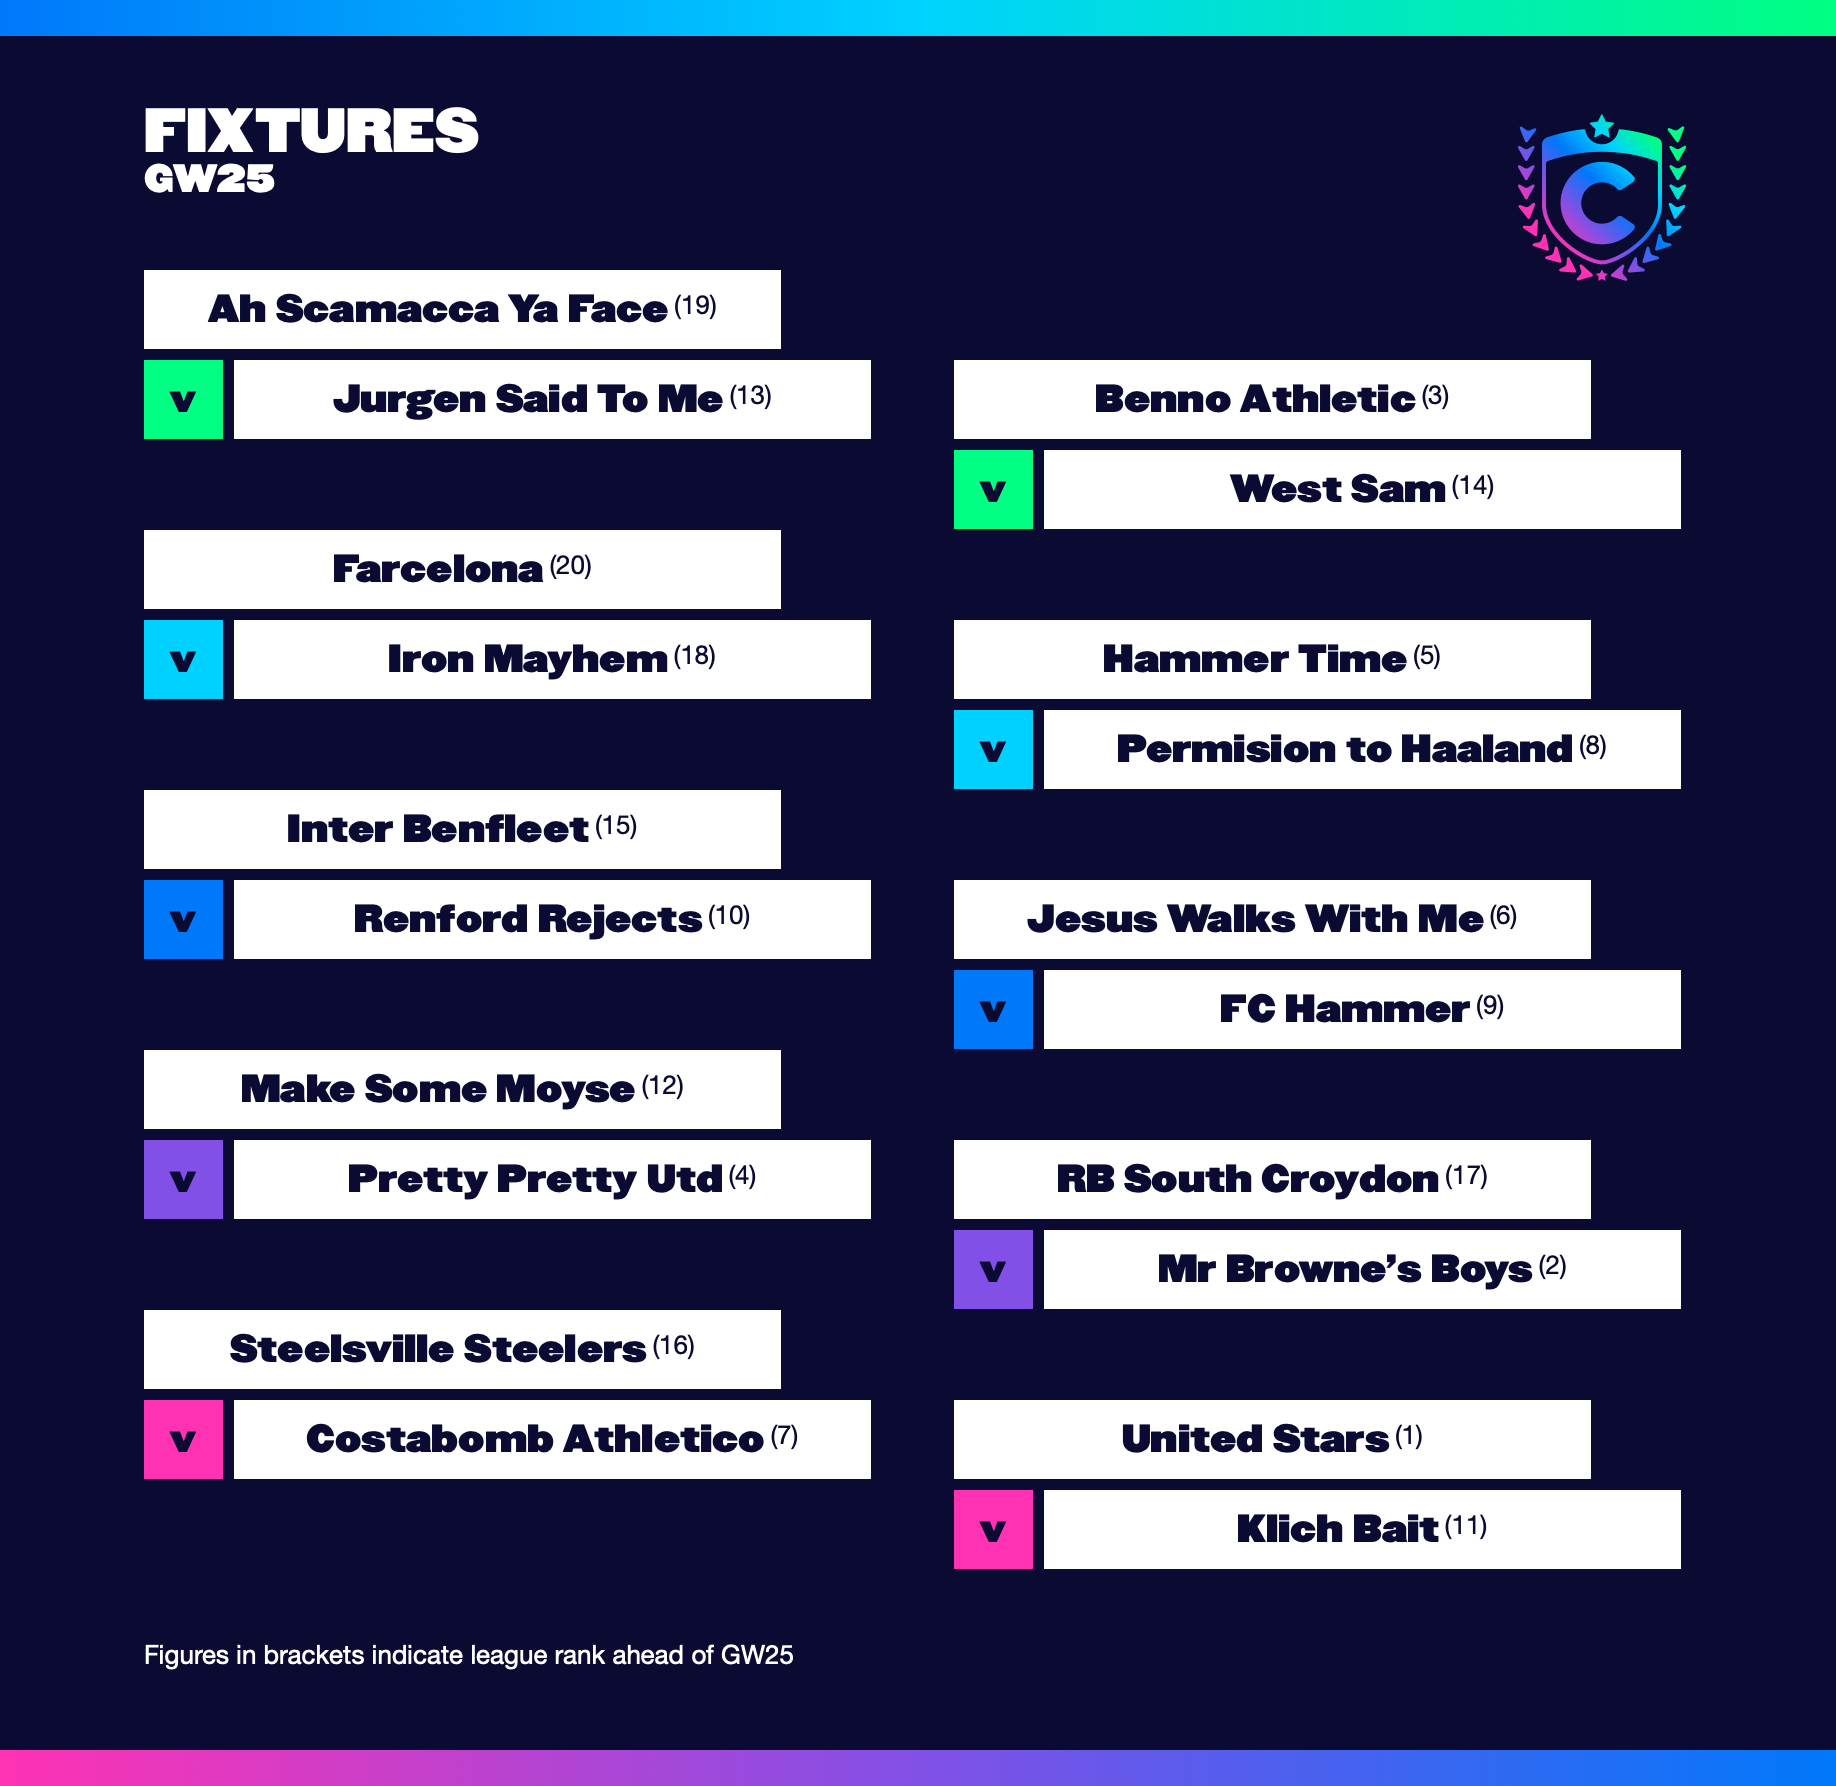 FIXTURES
GW25
Ah Scamacca Ya Face (19)
v Jurgen Said To Me (13)
Farcelona (20)
v Iron Mayhem (18)
Inter Benfleet (15)
v Renford Rejects (10)
Make Some Moyse (12)
v Pretty Pretty Utd (4)
Steelsville Steelers (16)
v Costabomb Athletico (7)
C
Benno Athletic (3)
v West Sam (14)
Hammer Time (5)
v Permision to Haaland (8)
Jesus Walks With Me (6)
v FC Hammer (9)
RB South Croydon (17)
v Mr Browne’s Boys (2)
United Stars (1)
v Klich Bait (11)
Figures in brackets indicate league rank ahead of GW25